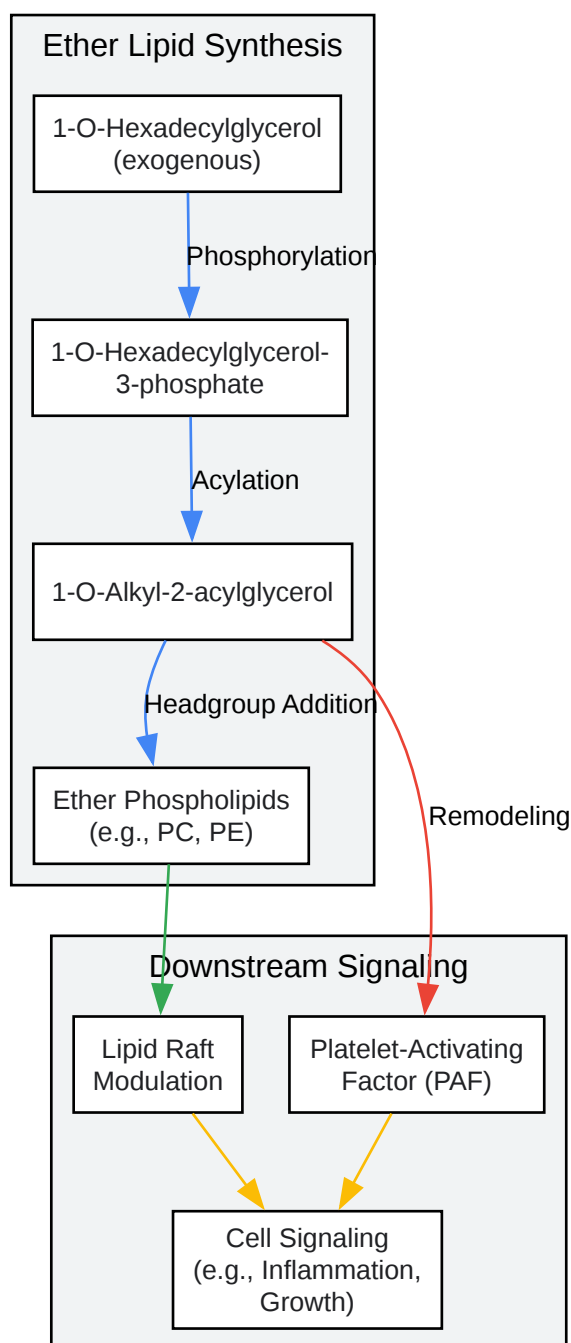 Ether Lipid Synthesis
1-O-Hexadecylglycerol
(exogenous)
Phosphorylation
1-O-Hexadecylglycerol-
3-phosphate
Acylation
1-O-Alkyl-2-acylglycerol
Headgroup Addition
Ether Phospholipids
(e.g., PC, PE)
Remodeling
Downstream Signaling
Lipid Raft
Modulation
Platelet-Activating
Factor (PAF)
Cell Signaling
(e.g., Inflammation,
Growth)